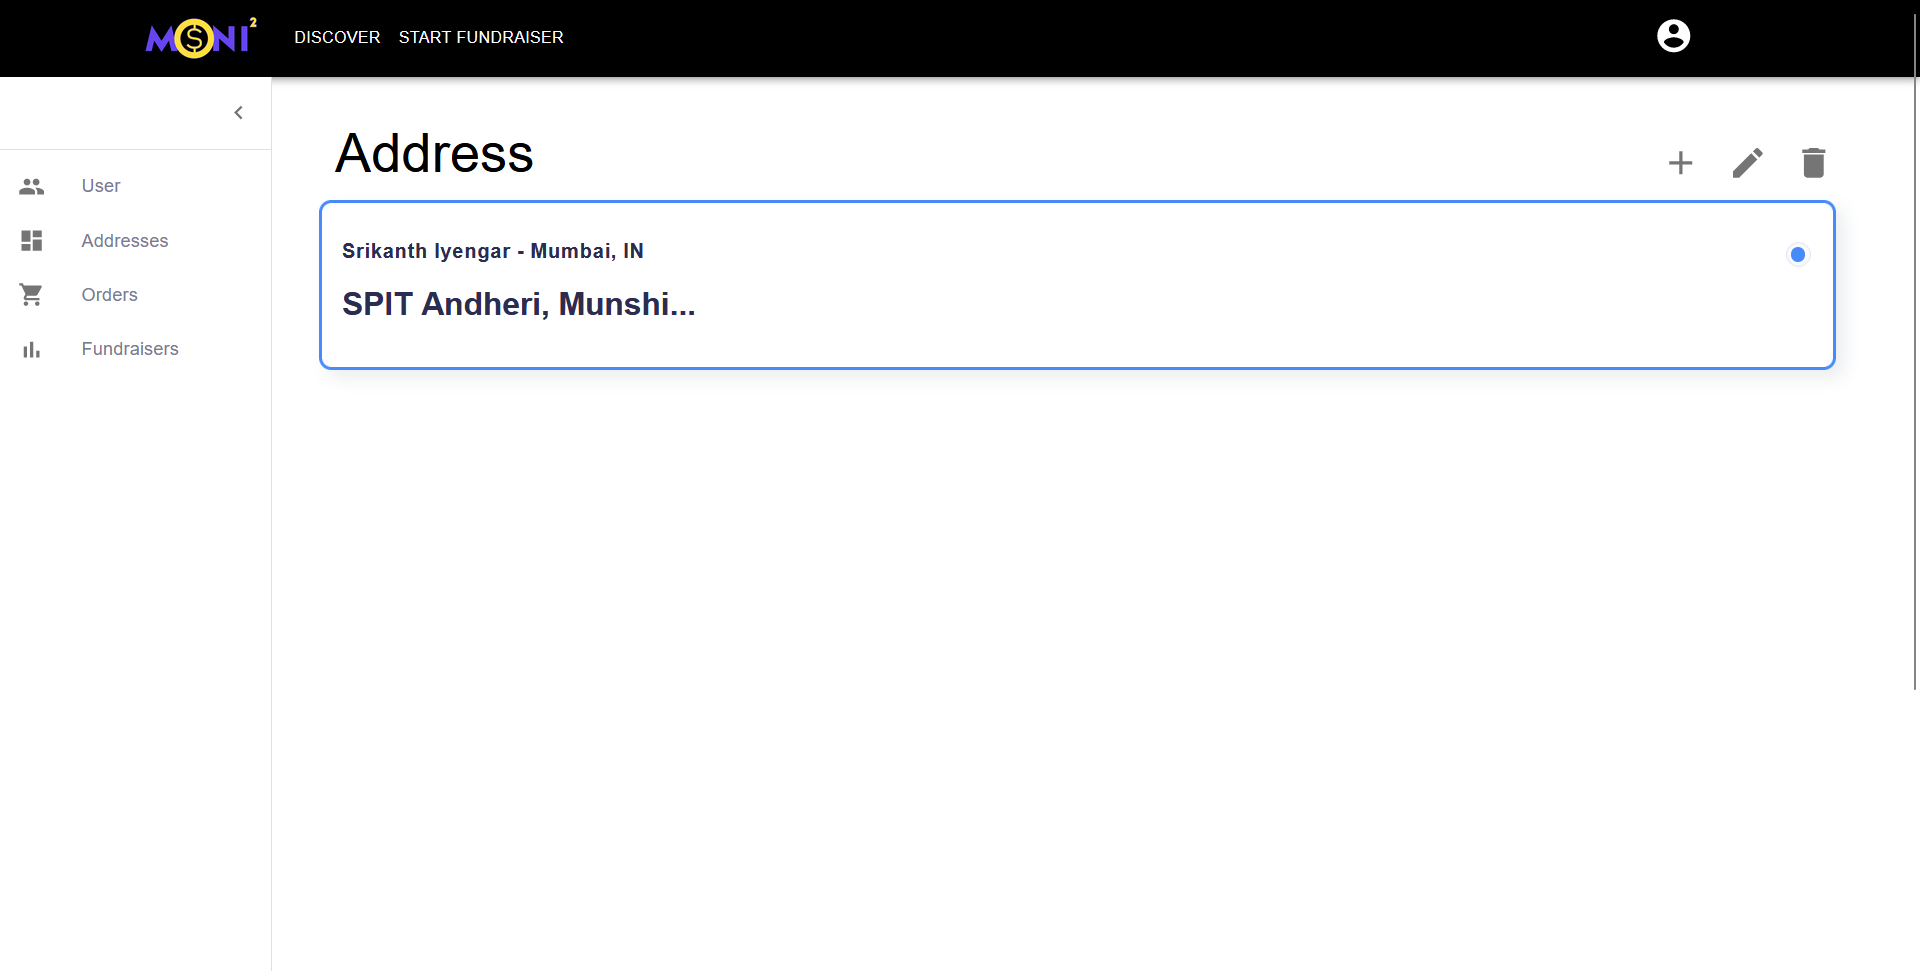 M$NI²
DISCOVER START FUNDRAISER
Address
User
Addresses
Orders
Fundraisers
Srikanth Iyengar - Mumbai, IN
SPIT Andheri, Munshi...